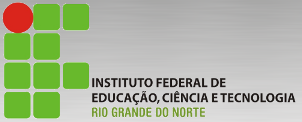 INSTITUTO FEDERAL DE
EDUCAÇÃO, CIÊNCIA E TECNOLOGIA
RIO GRANDE DO NORTE